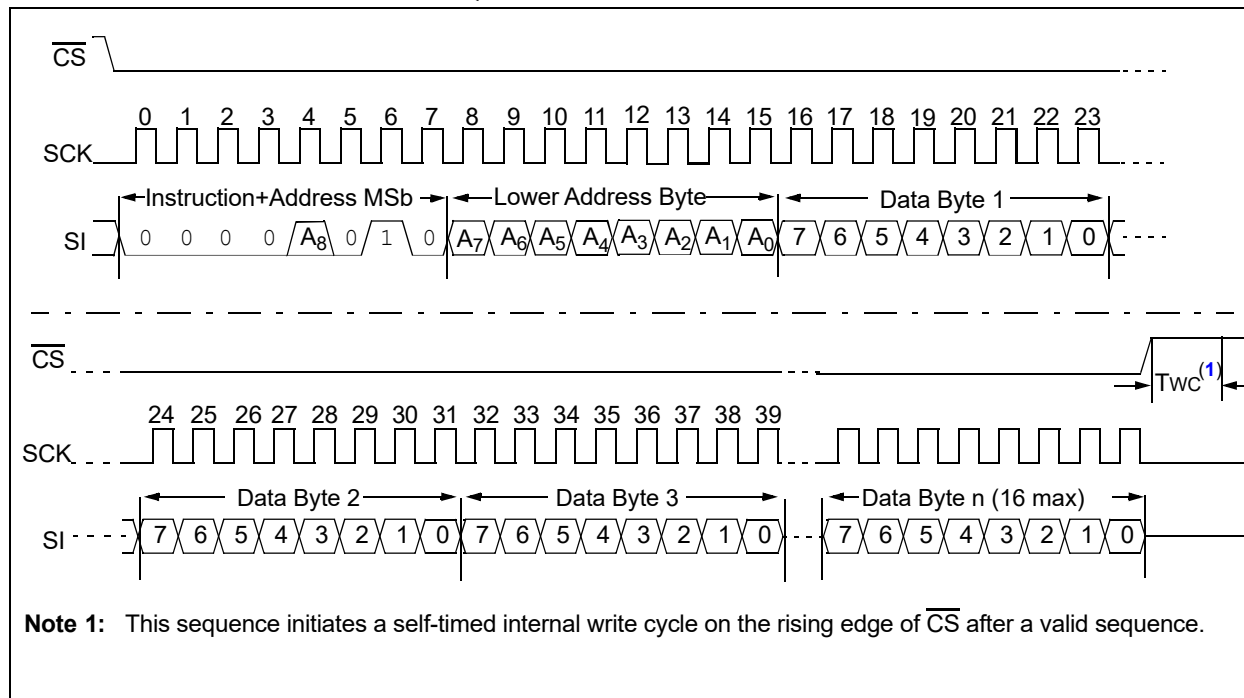 CS
0 1 2 3 4 5 6 7 8 9 10 11 12 13 14 15 16 17 18 19 20 21 22 23
SCK
Instruction+Address MSb Lower Address Byte Data Byte 1
SI 0 0 0 0 A8 0 1 0 A7 A6 A5 A4 A3 A2 A1 A0 7 6 5 4 3 2 1 0
CS
TWC(1)
24 25 26 27 28 29 30 31 32 33 34 35 36 37 38 39
SCK
Data Byte 2 Data Byte 3 Data Byte n (16 max)
SI 7 6 5 4 3 2 1 0 7 6 5 4 3 2 1 0 7 6 5 4 3 2 1 0
Note 1: This sequence initiates a self-timed internal write cycle on the rising edge of CS after a valid sequence.